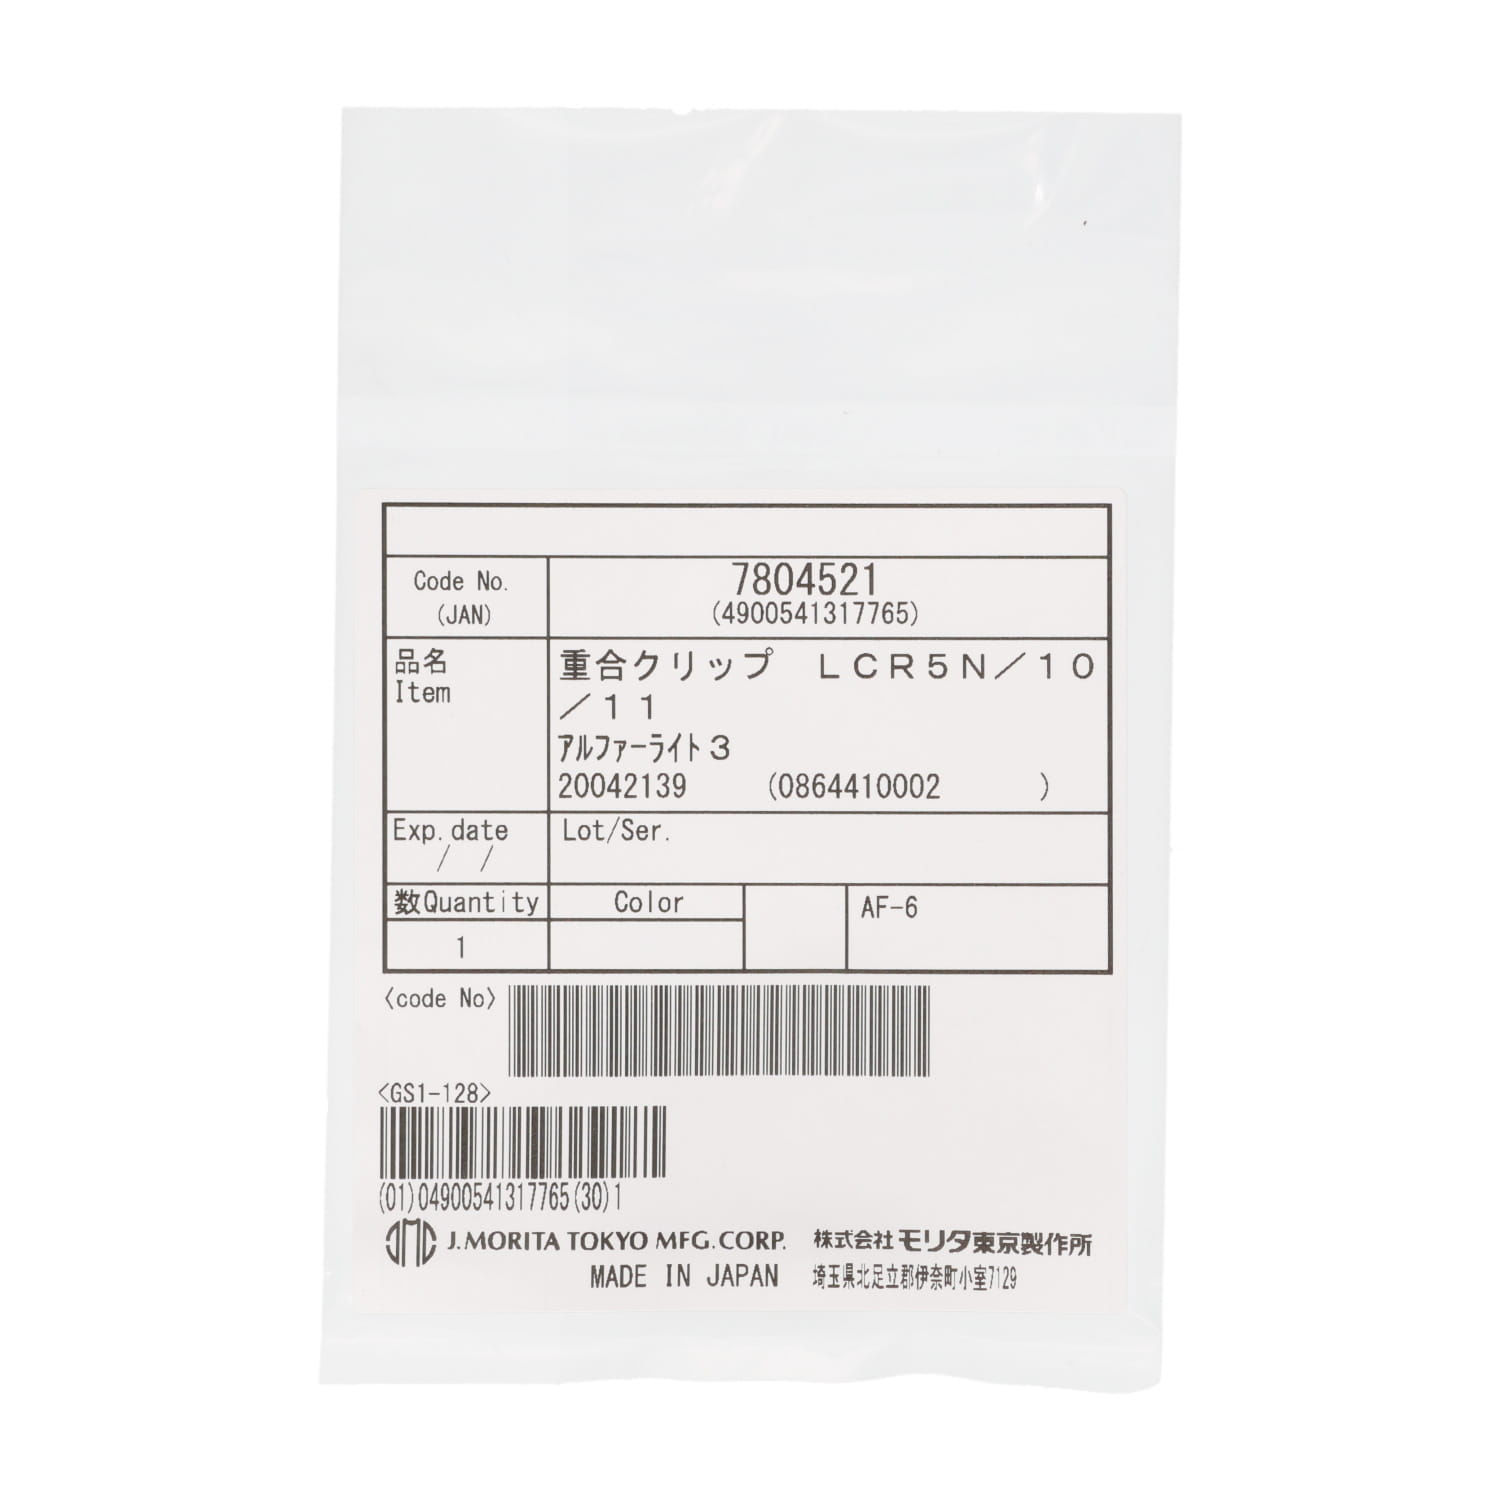 Code No.
(JAN)
7804521
(4900541317765)
品名
Item
重合クリップ　ＬＣＲ５Ｎ／１０
／１１
ｱﾙﾌｧｰﾗｲﾄ３
20042139 (0864410002 )
Exp.date
/ /
Lot/Ser.
数Quantity
Color
AF-6
1
<code No>
<GS1-128>
(01)04900541317765(30)1
J.MORITA TOKYO MFG.CORP. 株式会社モリタ東京製作所
MADE IN JAPAN 埼玉県北足立郡伊奈町小室7129